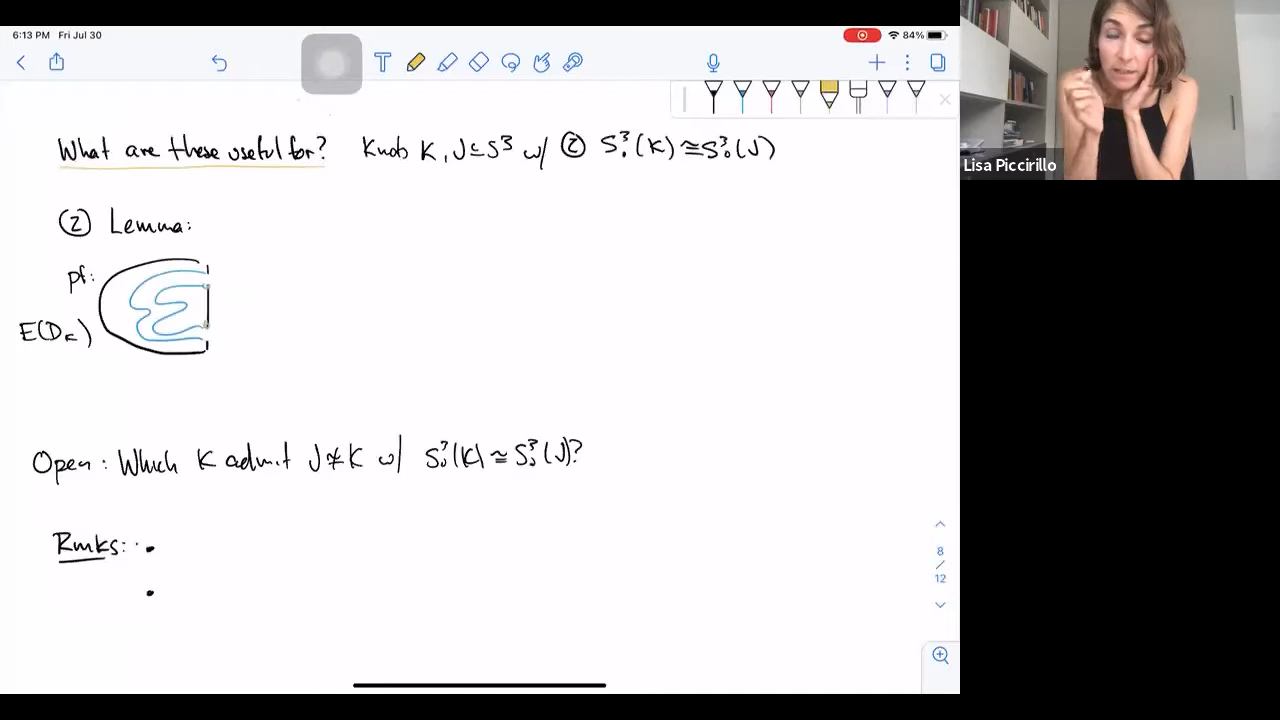 6:13 PM Fri Jul 30
84%
What are these useful for? Knots K, J ⊆ S³ w/ ② S³₀(K) ≅ S³₀(J)
② Lemma:
pf:
E(D_K)
Open: Which K admit J ≄ K w/ S³₀(K) ≅ S³₀(J)?
Rmks:
8
/
12
Lisa Piccirillo